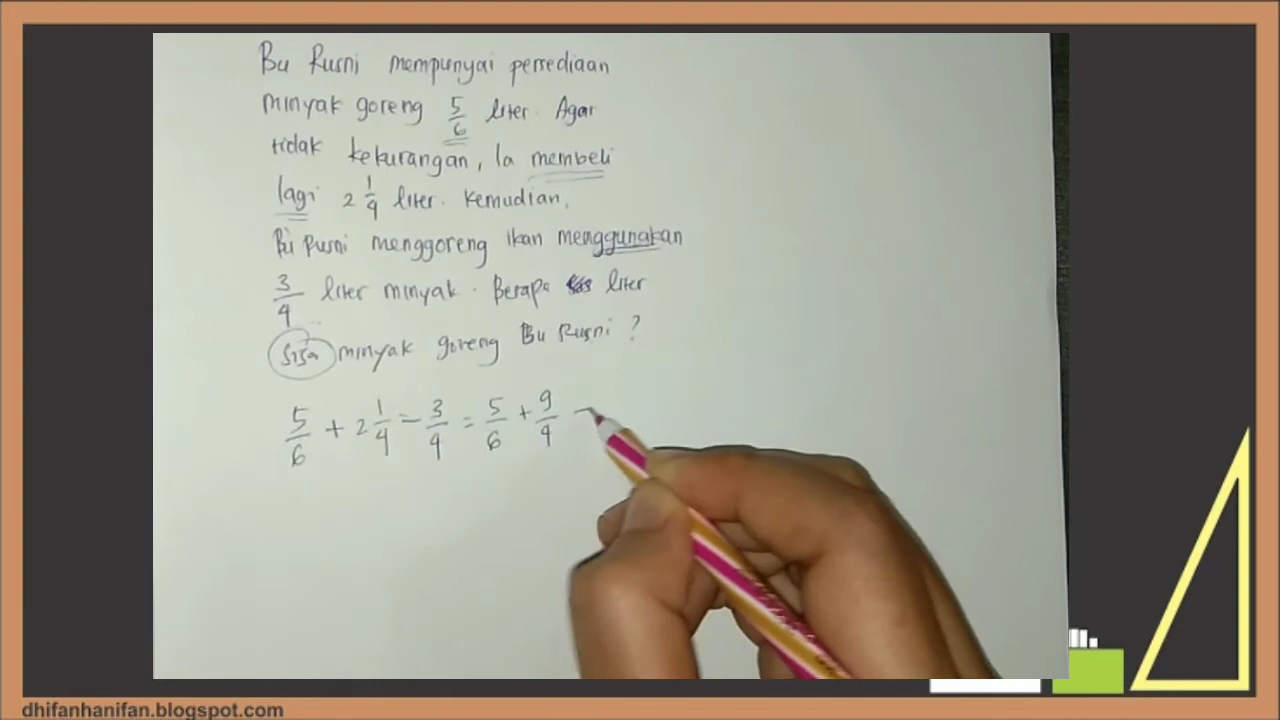 Bu Rusni mempunyai persediaan
minyak goreng 5/6 liter. Agar
tidak kekurangan, Ia membeli
lagi 2 1/4 liter. Kemudian,
Bu Rusni menggoreng ikan menggunakan
3/4 liter minyak. Berapa liter
sisa minyak goreng Bu Rusni?
5/6 + 2 1/4 - 3/4 = 5/6 + 9/4 -
dhifanhanifan.blogspot.com